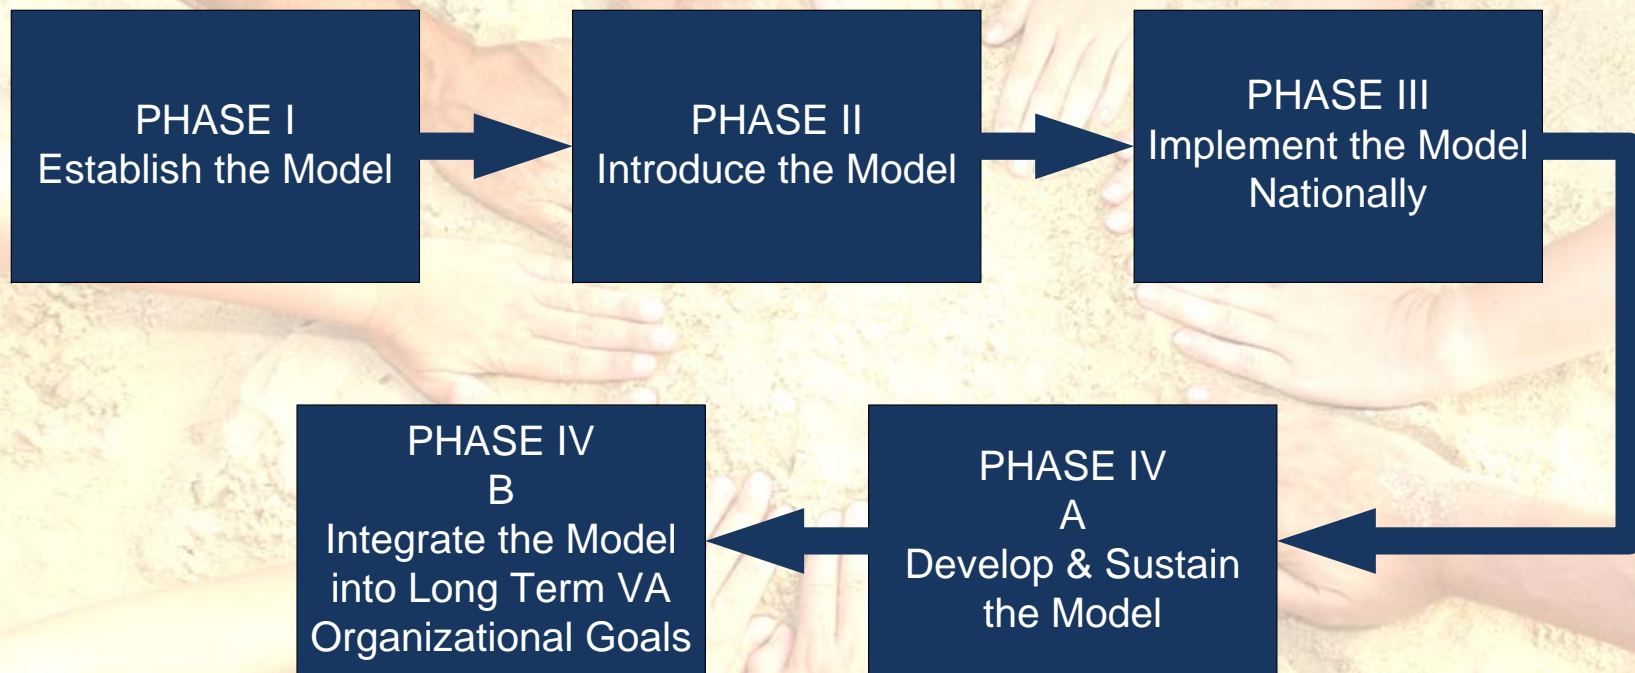 PHASE I
Establish the Model
PHASE II
Introduce the Model
PHASE III
Implement the Model
Nationally
PHASE IV
A
Develop & Sustain
the Model
PHASE IV
B
Integrate the Model
into Long Term VA
Organizational Goals